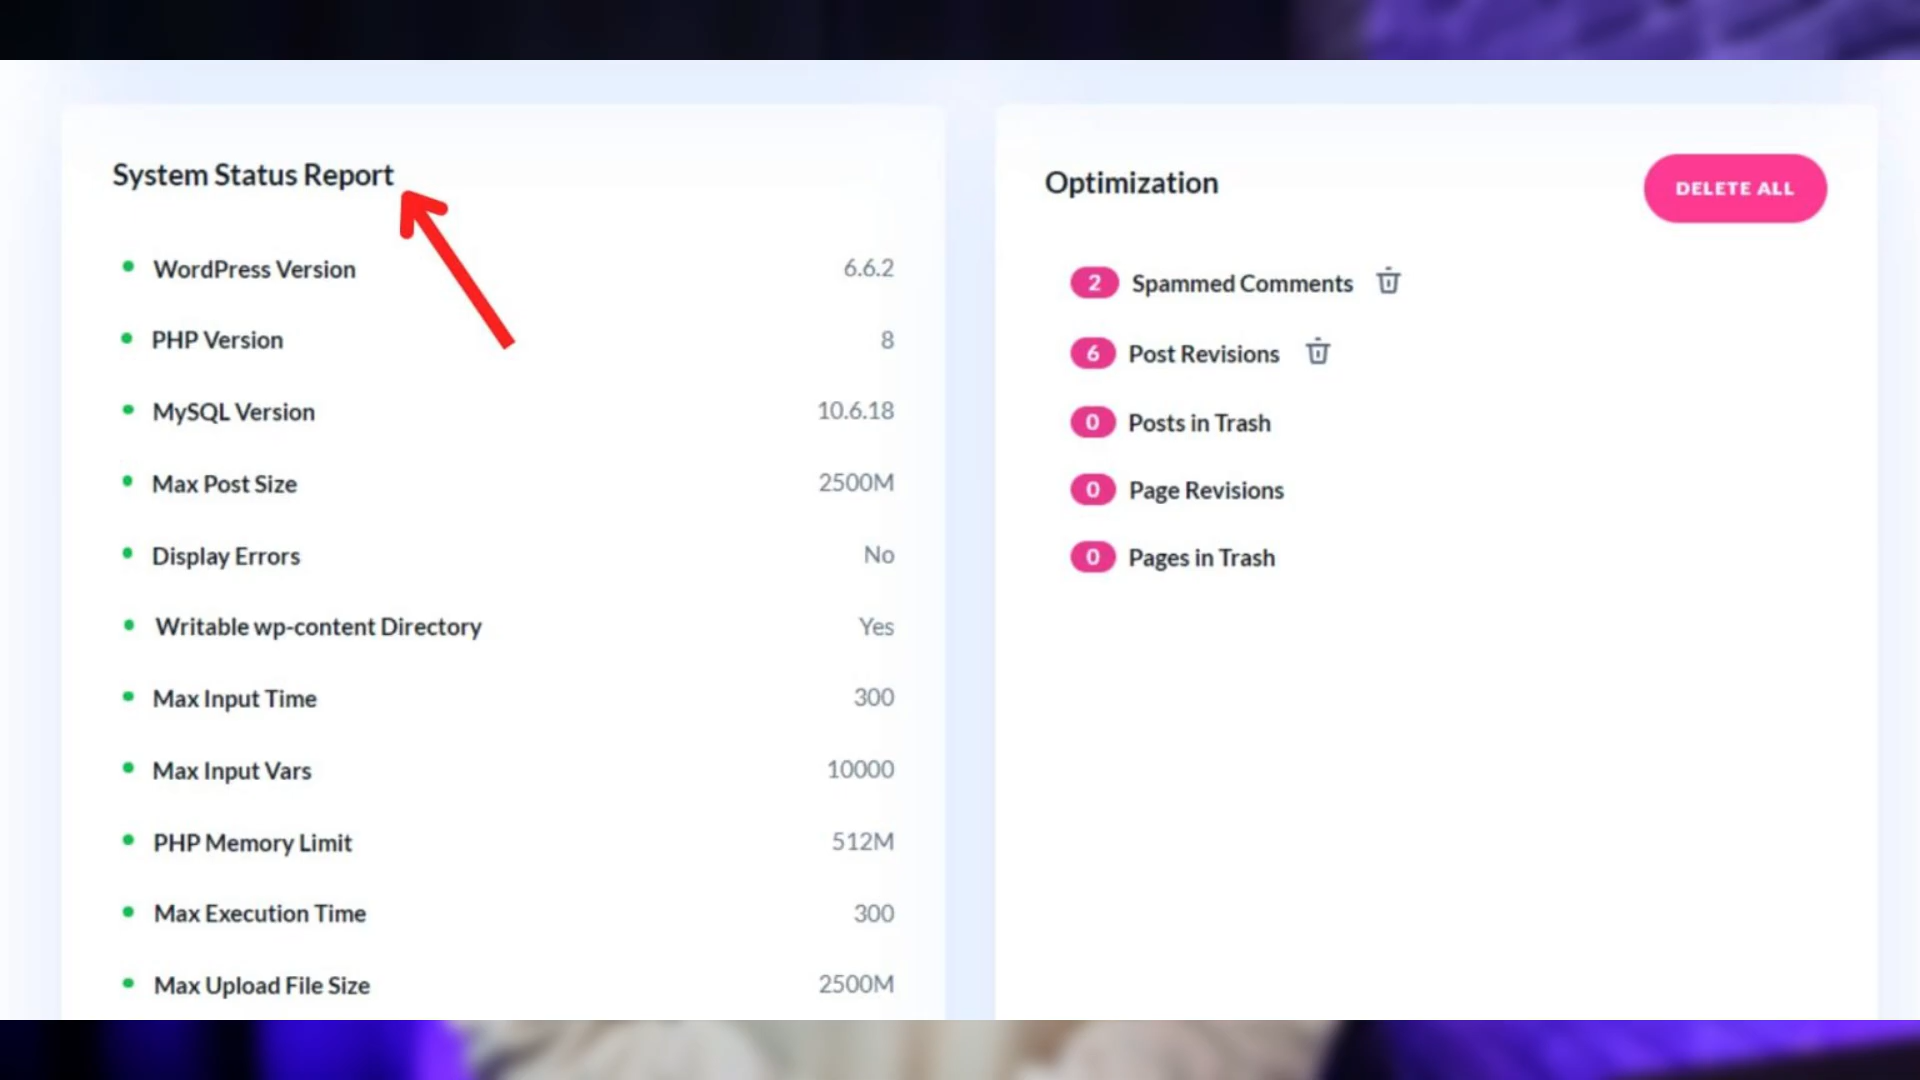 System Status Report
WordPress Version 6.6.2
PHP Version 8
MySQL Version 10.6.18
Max Post Size 2500M
Display Errors No
Writable wp-content Directory Yes
Max Input Time 300
Max Input Vars 10000
PHP Memory Limit 512M
Max Execution Time 300
Max Upload File Size 2500M
Optimization
DELETE ALL
2 Spammed Comments
6 Post Revisions
0 Posts in Trash
0 Page Revisions
0 Pages in Trash